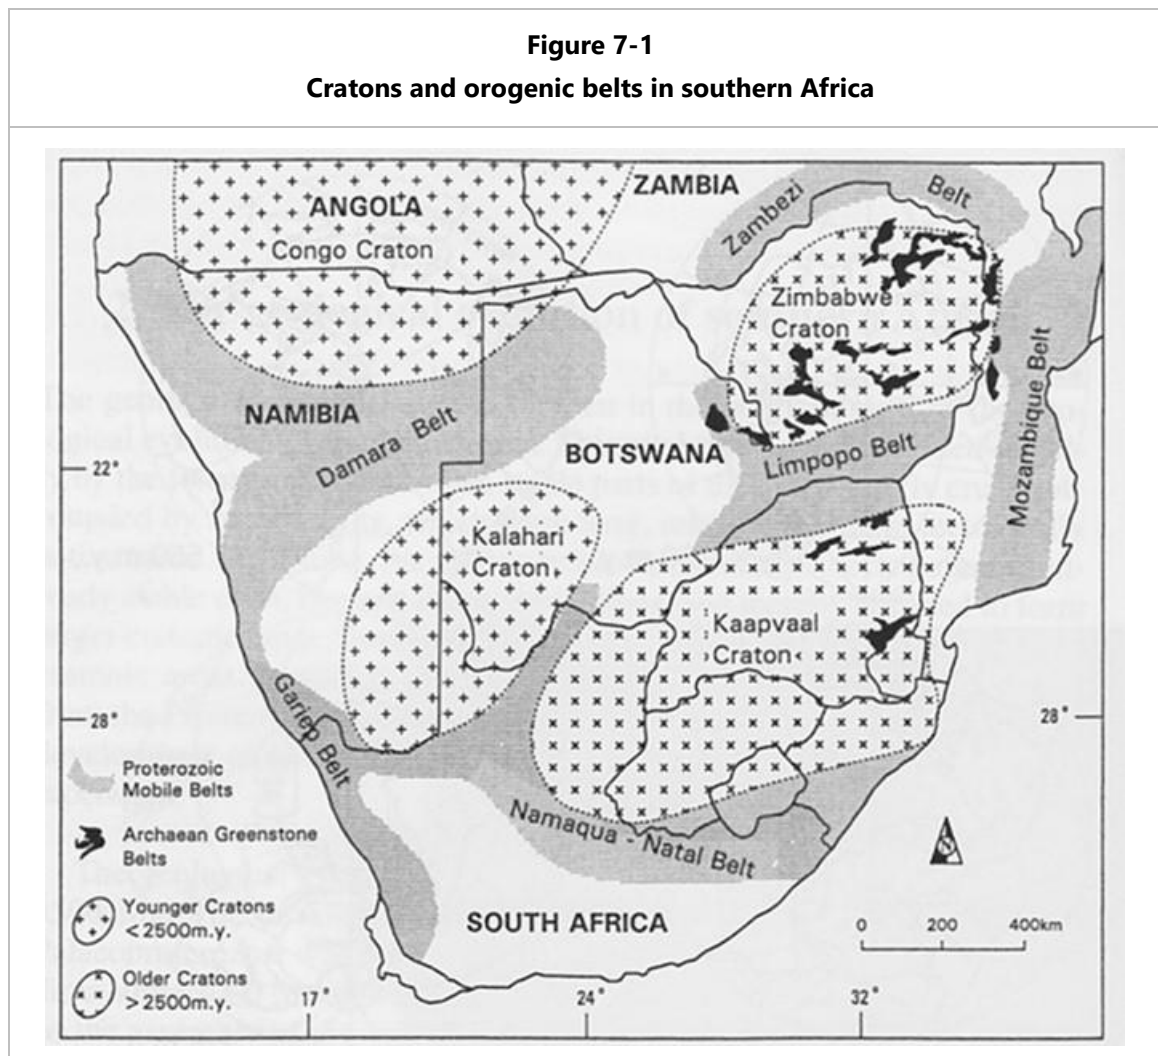 Figure 7-1
Cratons and orogenic belts in southern Africa
ZAMBIA
ANGOLA
Congo Craton
Zambezi
Belt
Zimbabwe
Craton
NAMIBIA
Damara Belt
BOTSWANA
Limpopo Belt
Mozambique Belt
22°
Kalahari
Craton
Kaapvaal
Craton
Gariep Belt
28°
28°
Namaqua - Natal Belt
SOUTH AFRICA
Proterozoic
Mobile Belts
Archaean Greenstone
Belts
Younger Cratons
<2500m.y.
Older Cratons
>2500m.y.
N
0 200 400km
17° 24° 32°